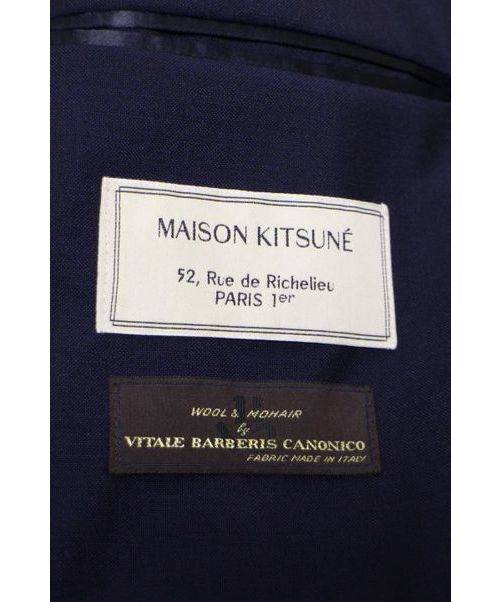 MAISON KITSUNÉ
52, Rue de Richelieu
PARIS 1er
WOOL & MOHAIR
by
VITALE BARBERIS CANONICO
FABRIC MADE IN ITALY